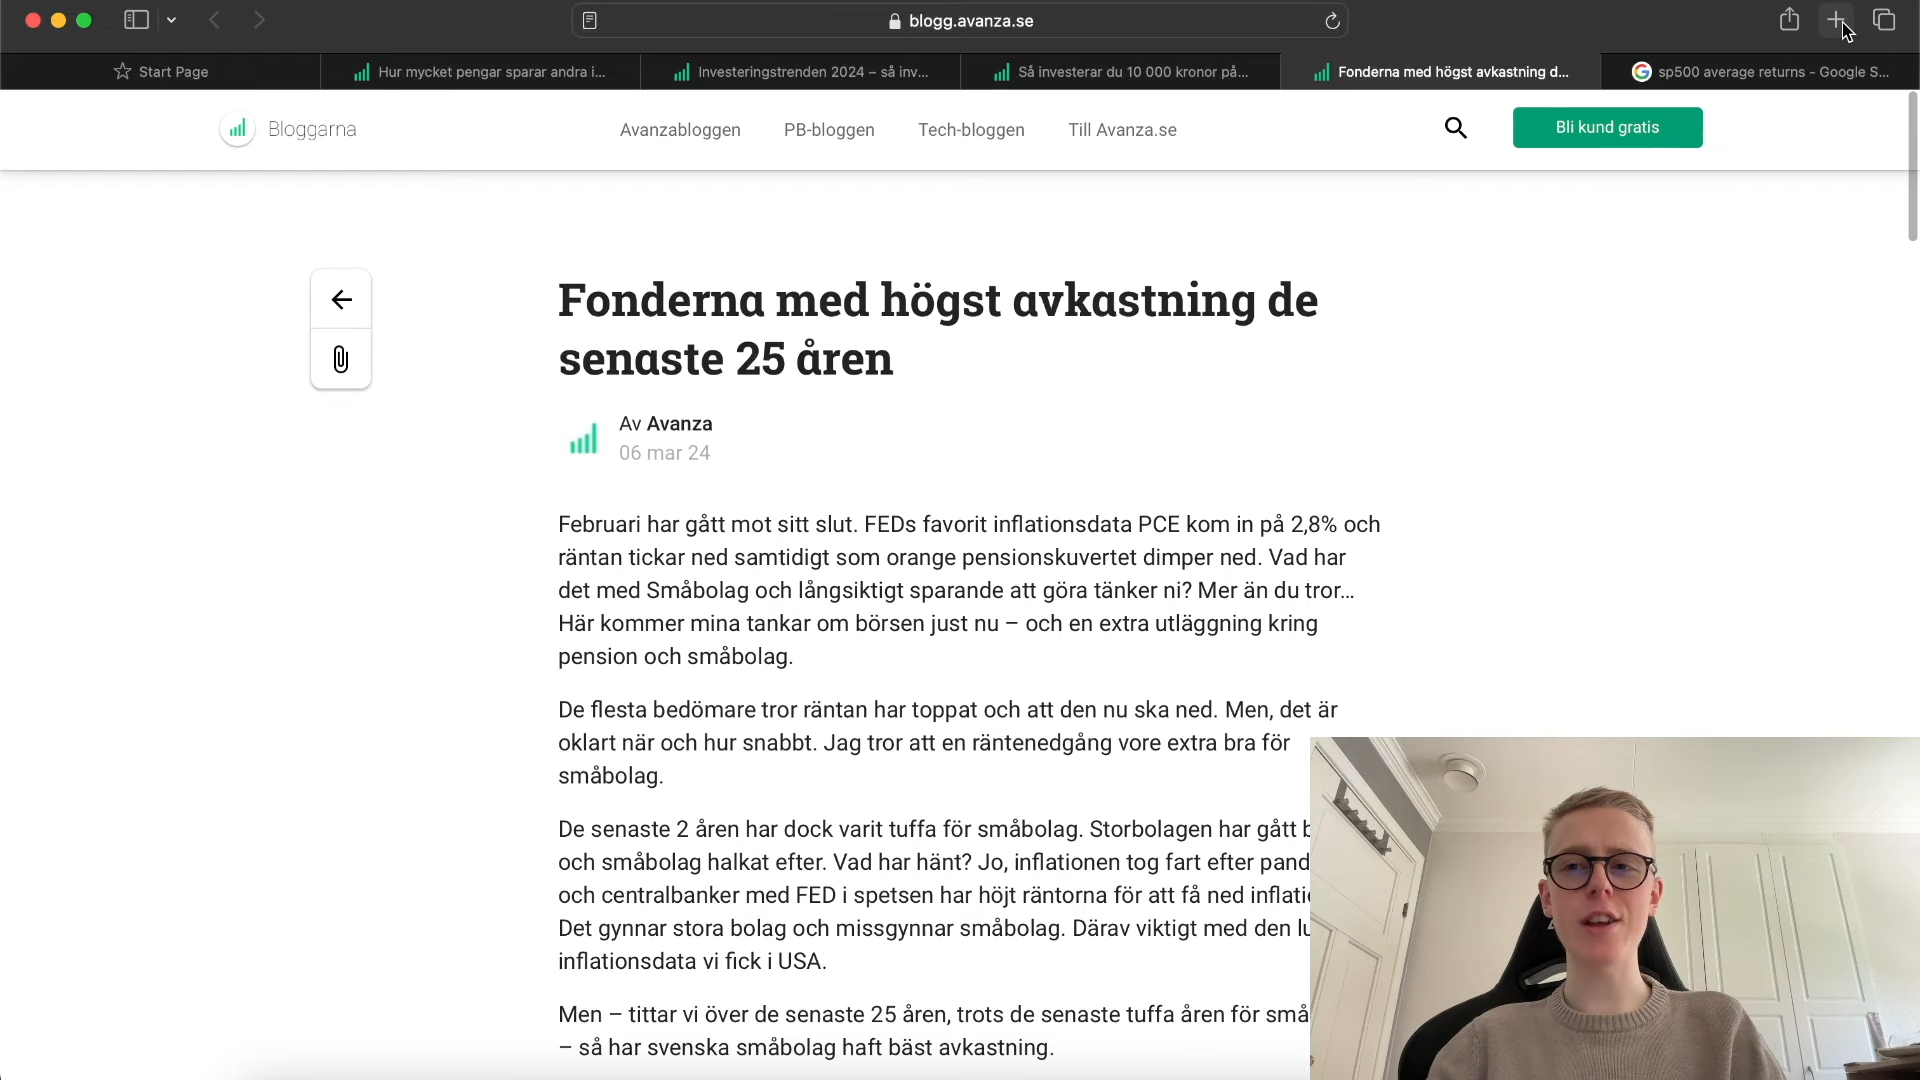 blogg.avanza.se
Start Page
Hur mycket pengar sparar andra i...
Investeringstrenden 2024 – så inv...
Så investerar du 10 000 kronor på...
Fonderna med högst avkastning d...
sp500 average returns - Google S...
Bloggarna
Avanzabloggen
PB-bloggen
Tech-bloggen
Till Avanza.se
Bli kund gratis
Fonderna med högst avkastning de
senaste 25 åren
Av Avanza
06 mar 24
Februari har gått mot sitt slut. FEDs favorit inflationsdata PCE kom in på 2,8% och
räntan tickar ned samtidigt som orange pensionskuvertet dimper ned. Vad har
det med Småbolag och långsiktigt sparande att göra tänker ni? Mer än du tror…
Här kommer mina tankar om börsen just nu – och en extra utläggning kring
pension och småbolag.
De flesta bedömare tror räntan har toppat och att den nu ska ned. Men, det är
oklart när och hur snabbt. Jag tror att en räntenedgång vore extra bra för
småbolag.
De senaste 2 åren har dock varit tuffa för småbolag. Storbolagen har gått
och småbolag halkat efter. Vad har hänt? Jo, inflationen tog fart efter pand
och centralbanker med FED i spetsen har höjt räntorna för att få ned inflati
Det gynnar stora bolag och missgynnar småbolag. Därav viktigt med den lu
inflationsdata vi fick i USA.
Men – tittar vi över de senaste 25 åren, trots de senaste tuffa åren för små
– så har svenska småbolag haft bäst avkastning.